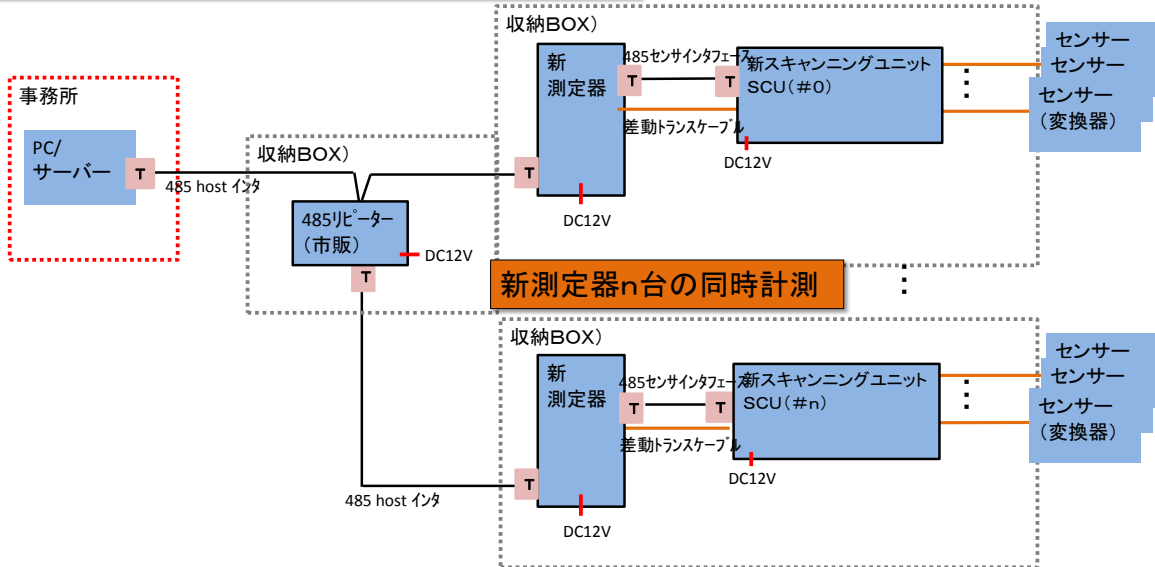 収納BOX）
新
測定器
485センサインタフェース
T
T
新スキャンニングユニット
SCU（#0）
差動トランスケーブル
DC12V
DC12V
T
センサー
センサー
センサー
（変換器）
事務所
PC/
サーバー
T
485 host インタ
収納BOX）
485リピーター
（市販）
DC12V
T
新測定器n台の同時計測
収納BOX）
新
測定器
485センサインタフェース
T
T
新スキャンニングユニット
SCU（#n）
差動トランスケーブル
DC12V
T
DC12V
センサー
センサー
センサー
（変換器）
485 host インタ